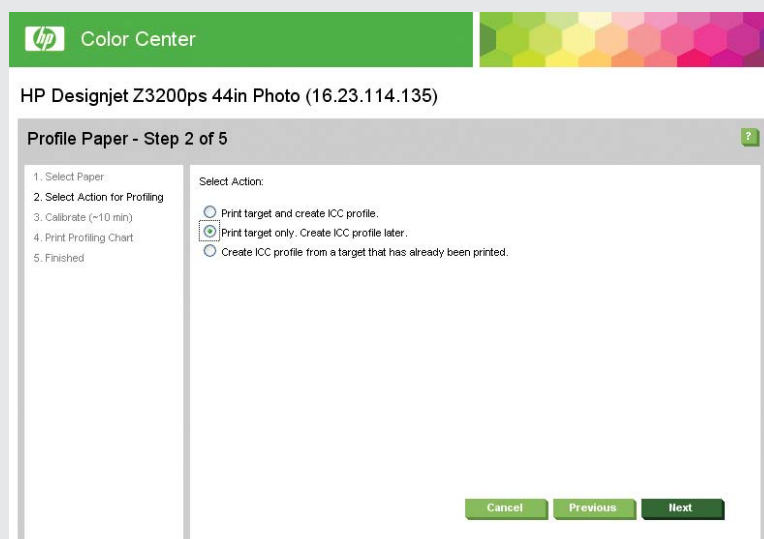 hp
Color Center
HP Designjet Z3200ps 44in Photo (16.23.114.135)
Profile Paper - Step 2 of 5
?
1. Select Paper
2. Select Action for Profiling
3. Calibrate (~10 min)
4. Print Profiling Chart
5. Finished
Select Action:
Print target and create ICC profile.
Print target only. Create ICC profile later.
Create ICC profile from a target that has already been printed.
Cancel
Previous
Next